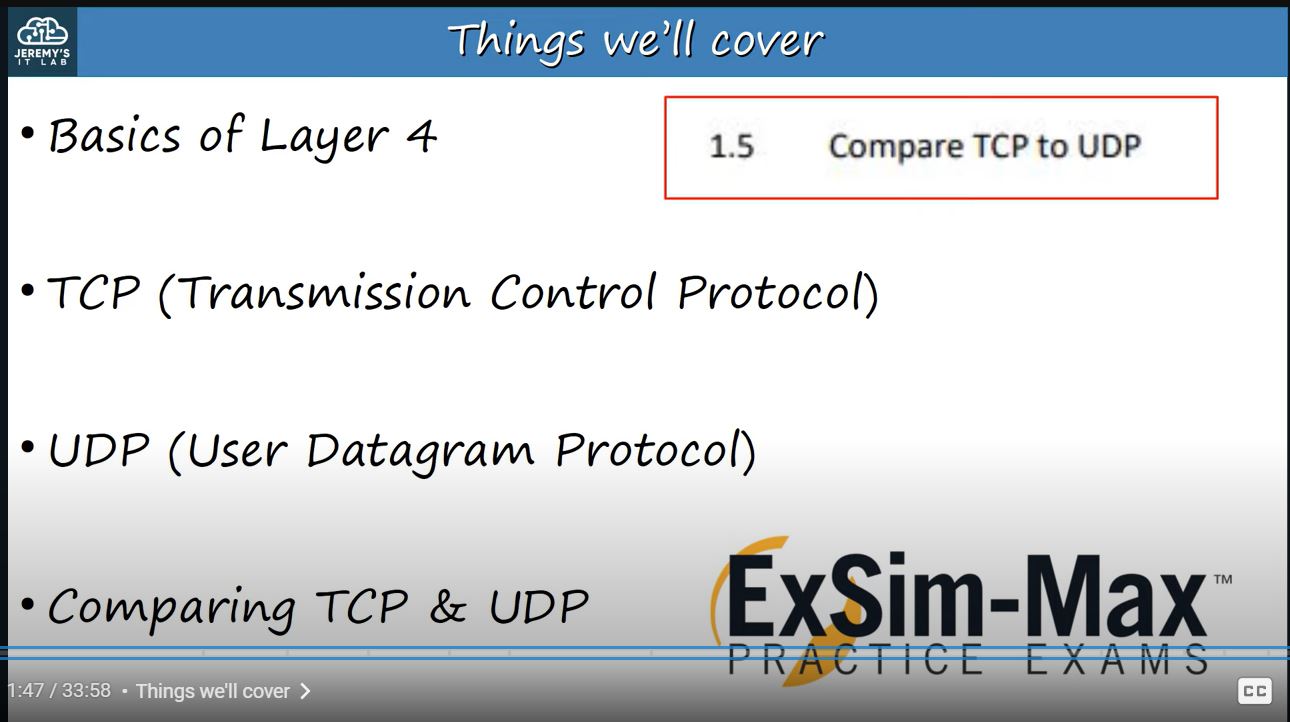 JEREMY'S
IT LAB
Things we'll cover
• Basics of Layer 4
1.5 Compare TCP to UDP
• TCP (Transmission Control Protocol)
• UDP (User Datagram Protocol)
• Comparing TCP & UDP
ExSim-Max™
PRACTICE EXAMS
1:47 / 33:58 • Things we'll cover
CC